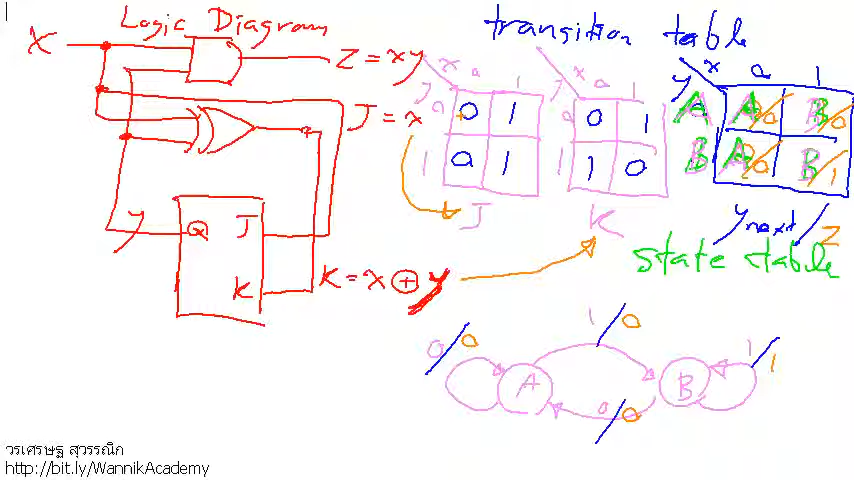 Logic Diagram
transition table
X
Z = xy
J = x
y
Q J
K
K = x ⊕ y
x 0 1
y
0 0 1
1 0 1
J
x 0 1
y
0 0 1
1 1 0
K
x 0 1
y
A A/0 B/0
B A/0 B/1
ynext/Z
state table
0/0
1/0
1/1
A
B
0/0
วรเศรษฐ สุวรรณิก
http://bit.ly/WannikAcademy